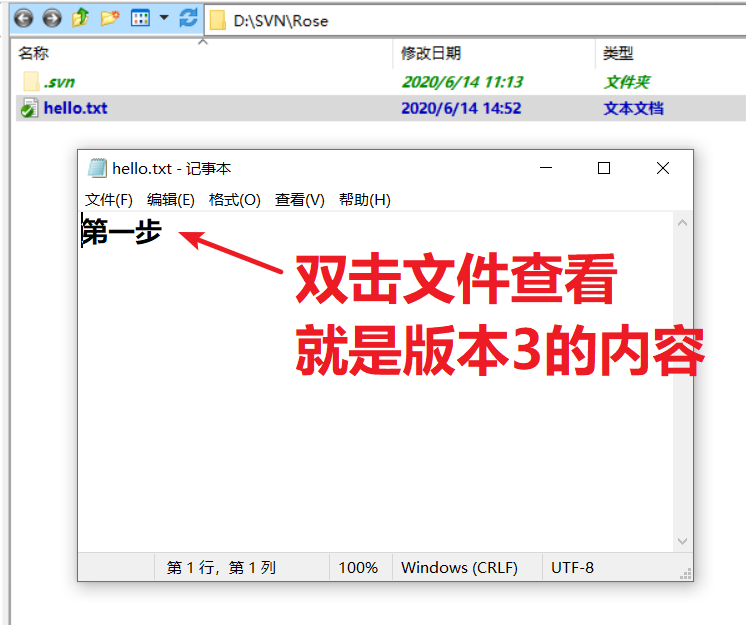 D:\SVN\Rose
名称 修改日期 类型
.svn 2020/6/14 11:13 文件夹
hello.txt 2020/6/14 14:52 文本文档
hello.txt - 记事本
文件(F) 编辑(E) 格式(O) 查看(V) 帮助(H)
第一步
双击文件查看
就是版本3的内容
第 1 行，第 1 列 100% Windows (CRLF) UTF-8